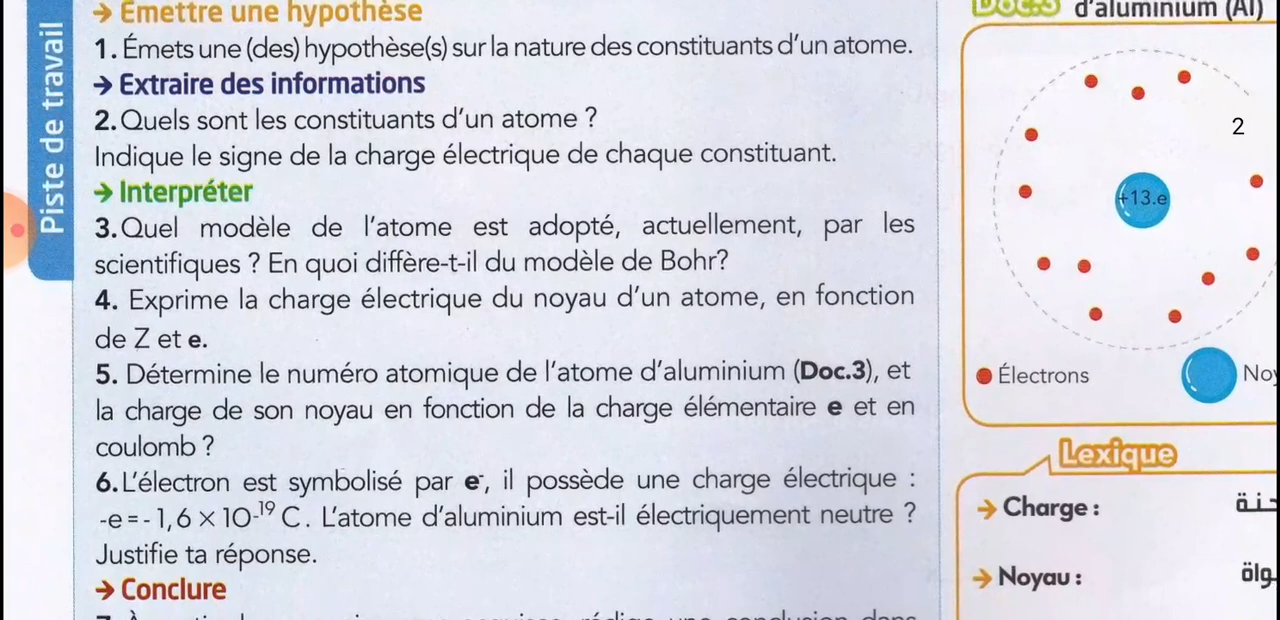 Piste de travail
→ Émettre une hypothèse
1. Émets une (des) hypothèse(s) sur la nature des constituants d'un atome.
→ Extraire des informations
2. Quels sont les constituants d'un atome ?
Indique le signe de la charge électrique de chaque constituant.
→ Interpréter
3. Quel modèle de l'atome est adopté, actuellement, par les
scientifiques ? En quoi diffère-t-il du modèle de Bohr?
4. Exprime la charge électrique du noyau d'un atome, en fonction
de Z et e.
5. Détermine le numéro atomique de l'atome d'aluminium (Doc.3), et
la charge de son noyau en fonction de la charge élémentaire e et en
coulomb ?
6. L'électron est symbolisé par e⁻, il possède une charge électrique :
-e = - 1,6 × 10⁻¹⁹ C. L'atome d'aluminium est-il électriquement neutre ?
Justifie ta réponse.
→ Conclure
Doc.3 d'aluminium (Al)
2
+13.e
Électrons
Lexique
→ Charge :
→ Noyau :